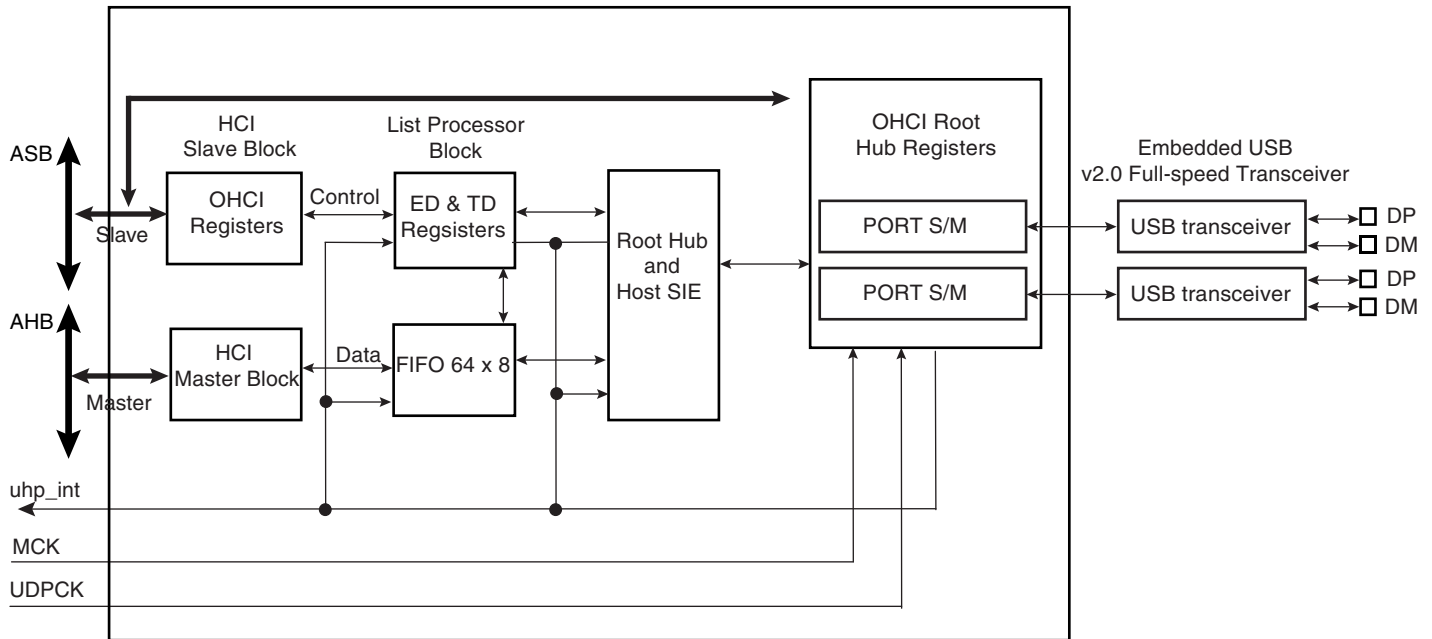 HCI
Slave Block
List Processor
Block
OHCI Root
Hub Registers
Embedded USB
v2.0 Full-speed Transceiver
ASB
Slave
OHCI
Registers
Control
ED & TD
Regsisters
Root Hub
and
Host SIE
PORT S/M
USB transceiver
DP
DM
PORT S/M
USB transceiver
DP
DM
AHB
Master
HCI
Master Block
Data
FIFO 64 x 8
uhp_int
MCK
UDPCK